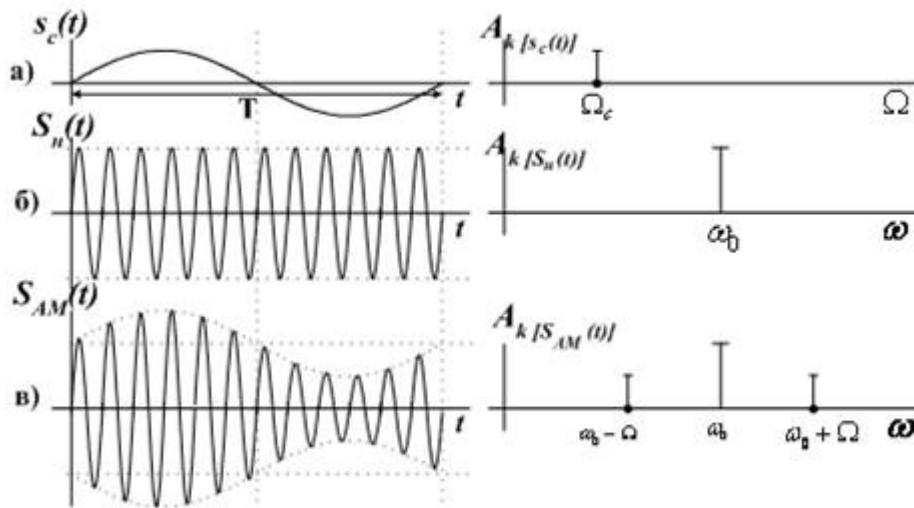 s_c(t)
A_k [s_c(t)]
а)
T
t
Ω_c
Ω
S_н(t)
A_k [S_н(t)]
б)
t
ω_0
ω
S_AM(t)
A_k [S_AM(t)]
в)
t
ω_0 − Ω
ω_0
ω_0 + Ω
ω